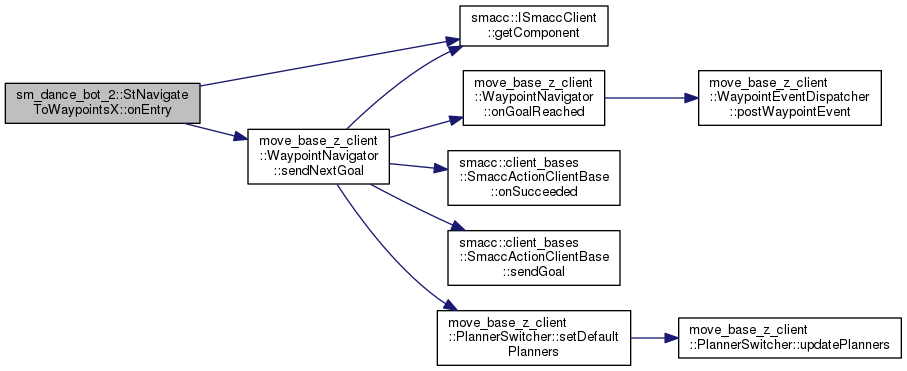 smacc::ISmaccClient
::getComponent
sm_dance_bot_2::StNavigate
ToWaypointsX::onEntry
move_base_z_client
::WaypointNavigator
::sendNextGoal
move_base_z_client
::WaypointNavigator
::onGoalReached
move_base_z_client
::WaypointEventDispatcher
::postWaypointEvent
smacc::client_bases
::SmaccActionClientBase
::onSucceeded
smacc::client_bases
::SmaccActionClientBase
::sendGoal
move_base_z_client
::PlannerSwitcher::setDefault
Planners
move_base_z_client
::PlannerSwitcher::updatePlanners